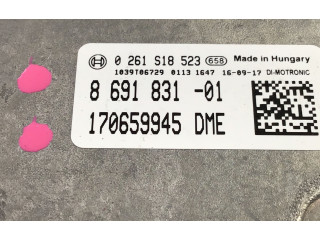 BOSCH 0 261 S18 523 658 Made in Hungary
1039T06729 0113 1647 16-09-17 DI-MOTRONIC
8 691 831 -01
170659945 DME